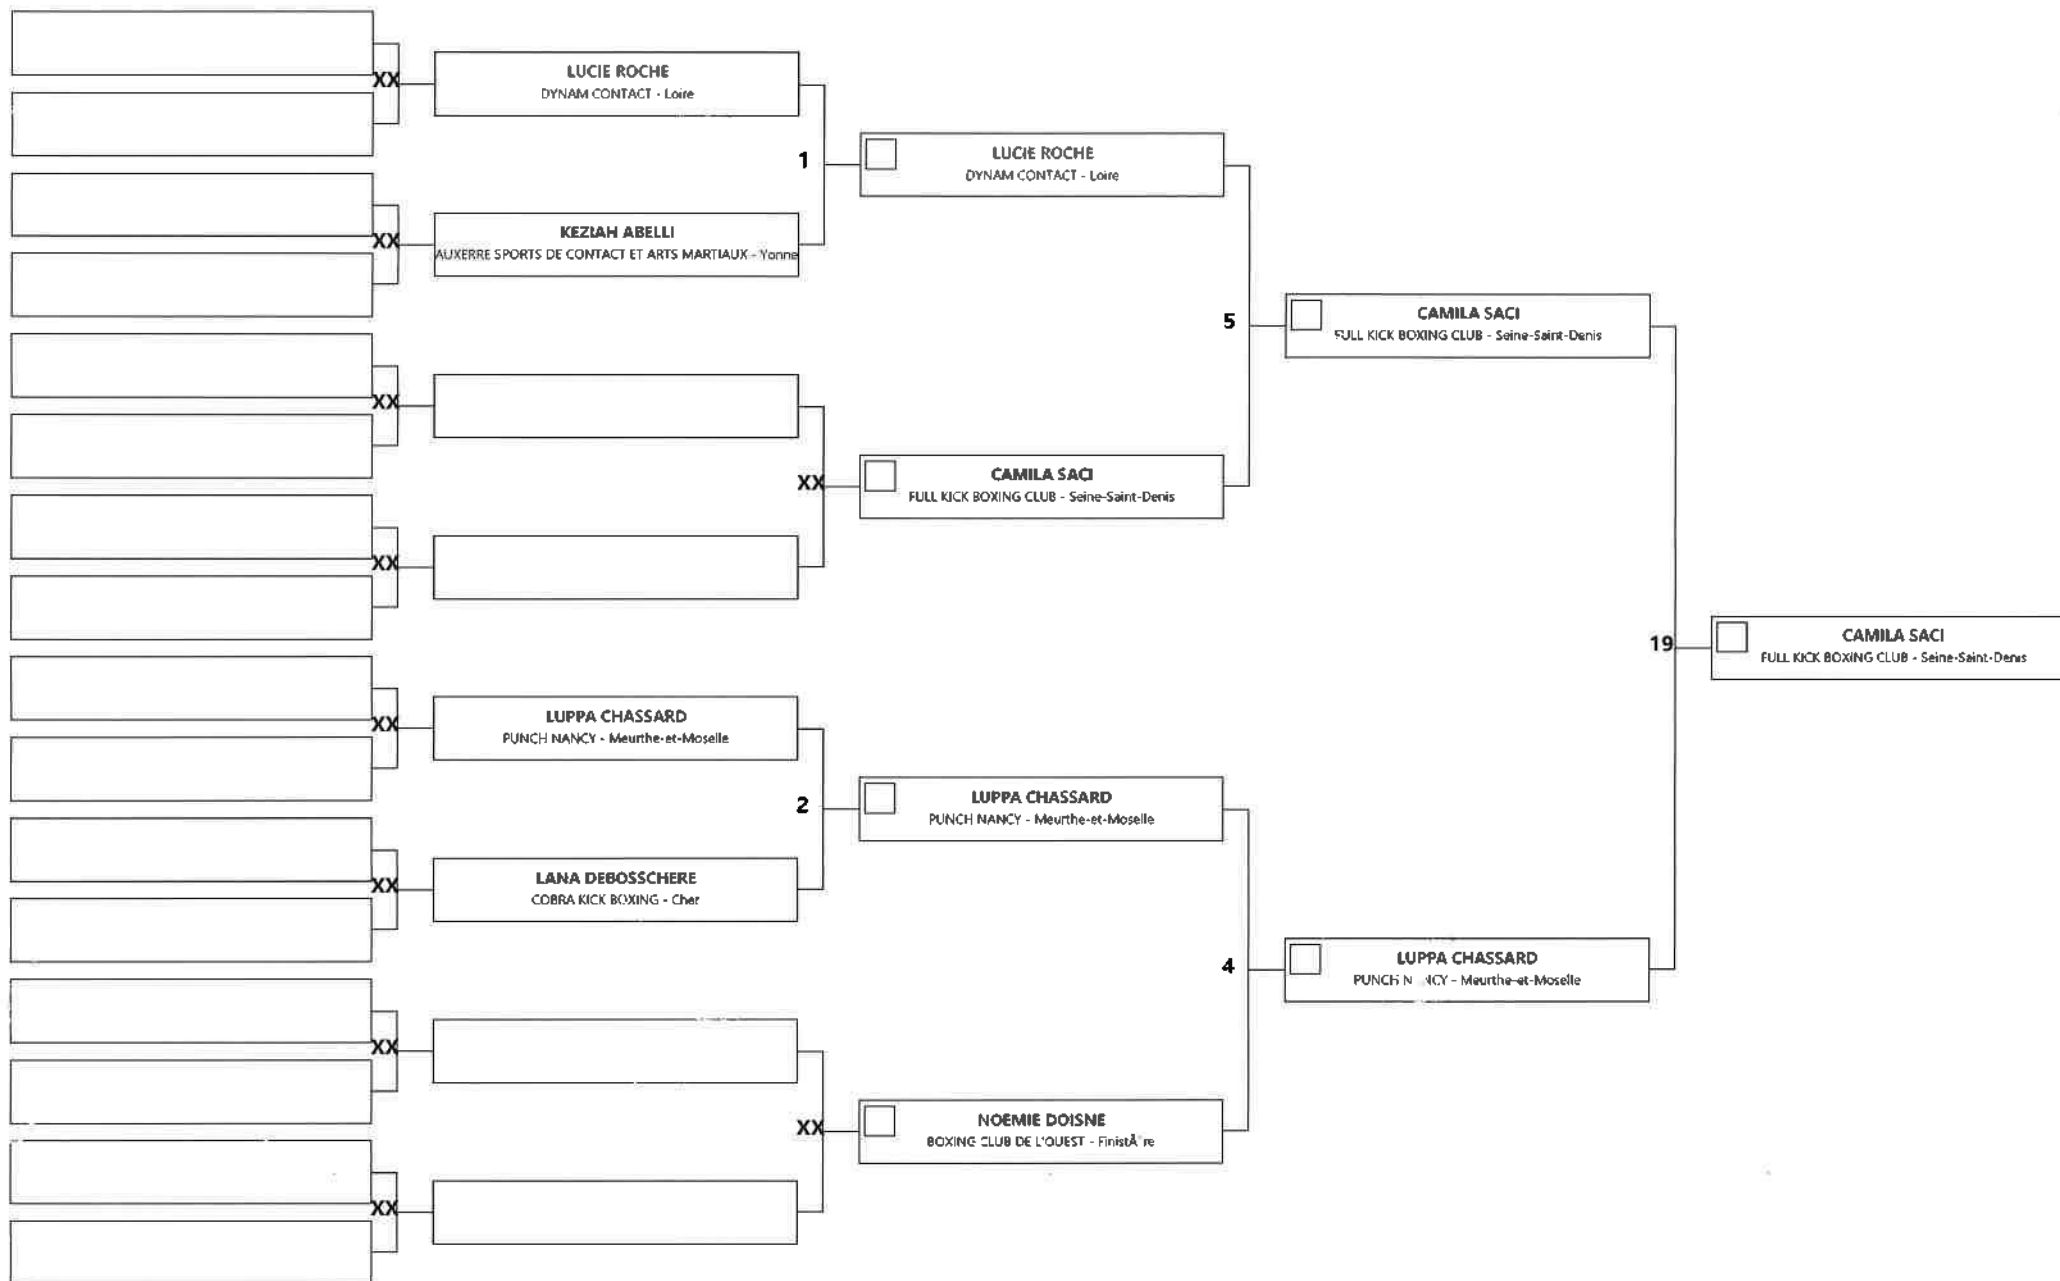 XX
LUCIE ROCHE
DYNAM CONTACT - Loire
1
LUCIE ROCHE
DYNAM CONTACT - Loire
XX
KEZIAH ABELLI
AUXERRE SPORTS DE CONTACT ET ARTS MARTIAUX - Yonne
5
CAMILA SACI
FULL KICK BOXING CLUB - Seine-Saint-Denis
XX
XX
CAMILA SACI
FULL KICK BOXING CLUB - Seine-Saint-Denis
XX
19
CAMILA SACI
FULL KICK BOXING CLUB - Seine-Saint-Denis
XX
LUPPA CHASSARD
PUNCH NANCY - Meurthe-et-Moselle
2
LUPPA CHASSARD
PUNCH NANCY - Meurthe-et-Moselle
XX
LANA DEBOSSCHERE
COBRA KICK BOXING - Cher
4
LUPPA CHASSARD
PUNCH N NCY - Meurthe-et-Moselle
XX
XX
NOEMIE DOISNE
BOXING CLUB DE L'OUEST - FinistÃ¨re
XX